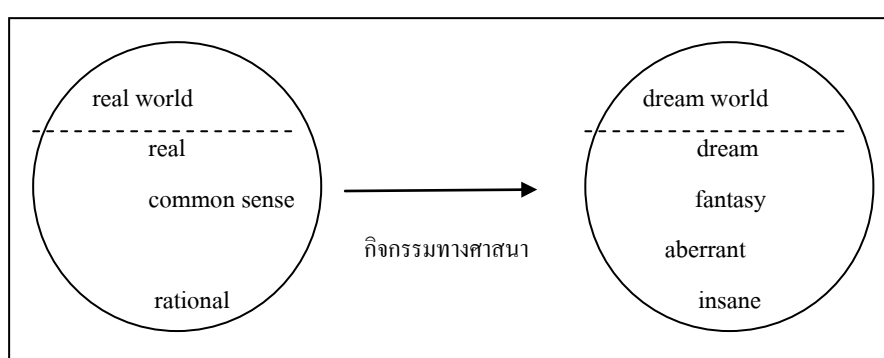 real world
real
common sense
rational
กิจกรรมทางศาสนา
dream world
dream
fantasy
aberrant
insane